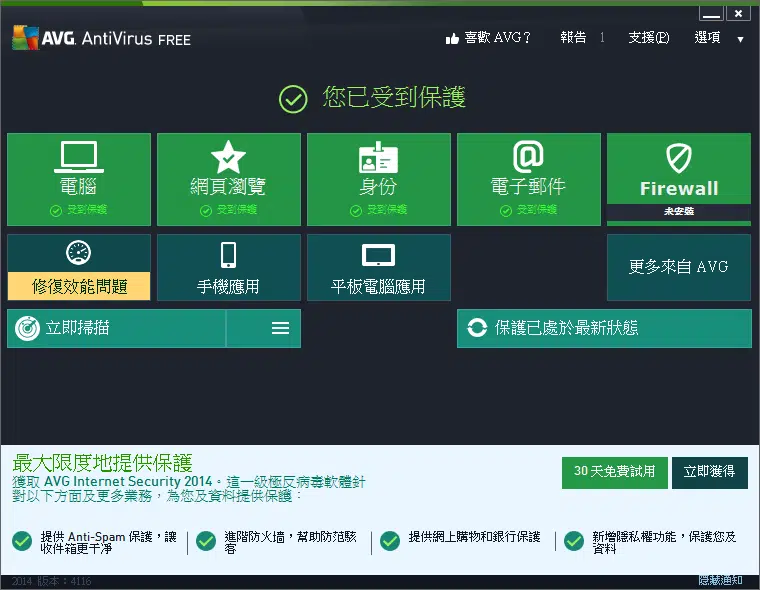 AVG. AntiVirus FREE
喜歡 AVG？ 報告 1 支援(P) 選項
您已受到保護
電腦 網頁瀏覽 身份 電子郵件 Firewall
受到保護 受到保護 受到保護 受到保護 未安裝
修復效能問題 手機應用 平板電腦應用 更多來自 AVG
立即掃描 保護已處於最新狀態
最大限度地提供保護
獲取 AVG Internet Security 2014。這一級極反病毒軟體針
對以下方面及更多業務，為您及資料提供保護：
30 天免費試用 立即獲得
提供 Anti-Spam 保護，讓
收件箱更干淨
進階防火墻，幫助防范駭
客
提供網上購物和銀行保護
新增隱私權功能，保護您及
資料
2014 版本：4116 隱藏通知